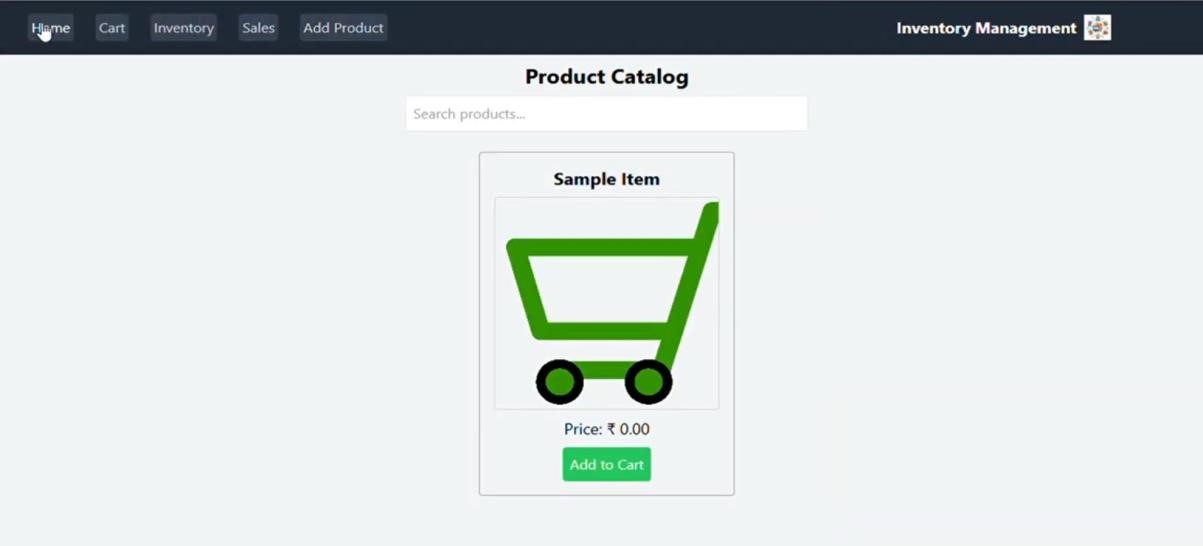 Home Cart Inventory Sales Add Product Inventory Management
Product Catalog
Search products...
Sample Item
Price: ₹ 0.00
Add to Cart